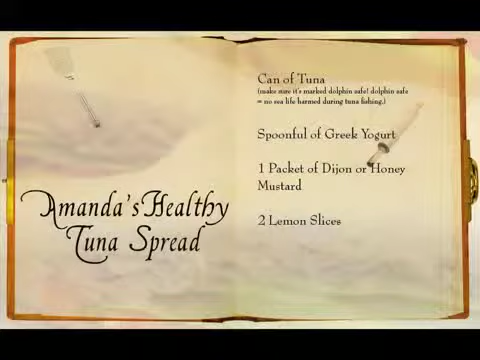 Amanda's Healthy
Tuna Spread
Can of Tuna
(make sure it's marked dolphin safe! dolphin safe
= no sea life harmed during tuna fishing.)
Spoonful of Greek Yogurt
1 Packet of Dijon or Honey
Mustard
2 Lemon Slices